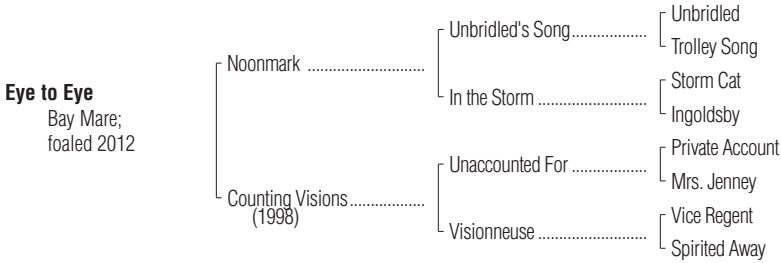 Unbridled
Unbridled's Song...................
Trolley Song
Noonmark ...........................
Storm Cat
In the Storm ...........................
Ingoldsby
Eye to Eye
Bay Mare;
foaled 2012
Private Account
Unaccounted For ...................
Mrs. Jenney
Counting Visions..................
(1998)
Vice Regent
Visionneuse ...........................
Spirited Away